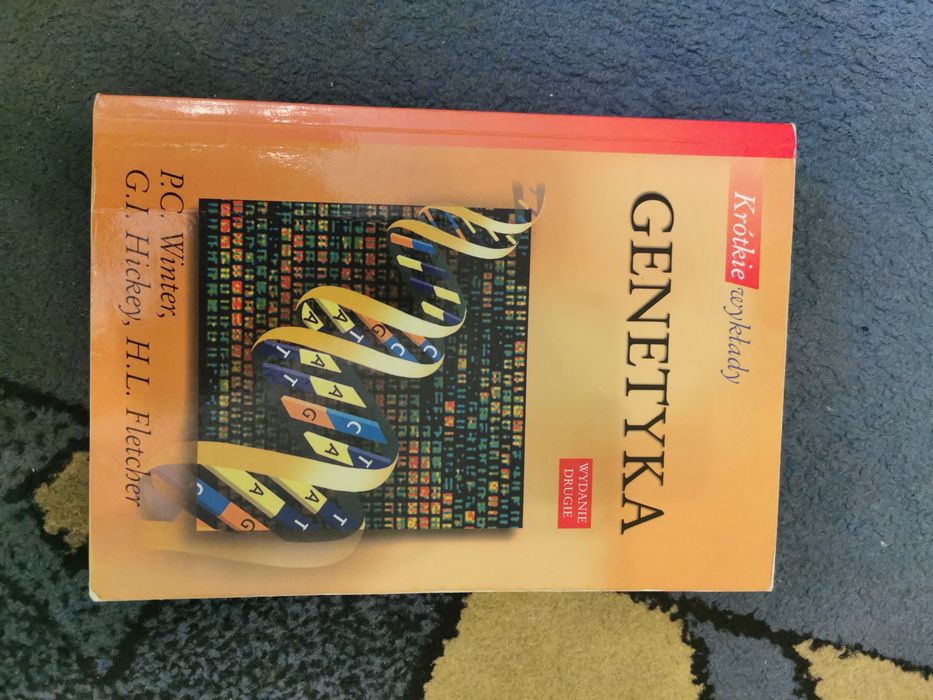 Krótkie wykłady
GENETYKA
WYDANIE
DRUGIE
P.C. Winter,
G.I. Hickey, H.L. Fletcher